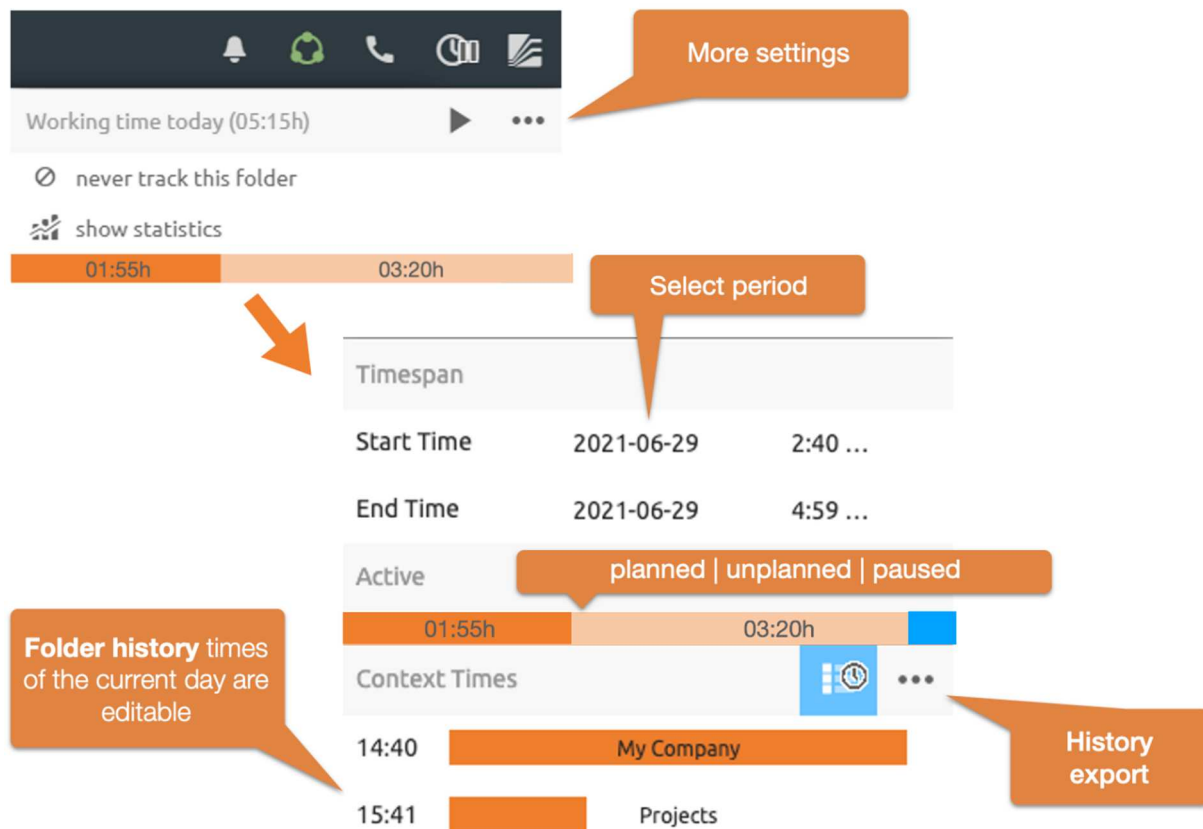 More settings
Working time today (05:15h)
never track this folder
show statistics
01:55h 03:20h
Select period
Timespan
Start Time 2021-06-29 2:40 ...
End Time 2021-06-29 4:59 ...
Active
planned | unplanned | paused
01:55h 03:20h
Folder history times
of the current day are
editable
Context Times
14:40 My Company
History
export
15:41 Projects